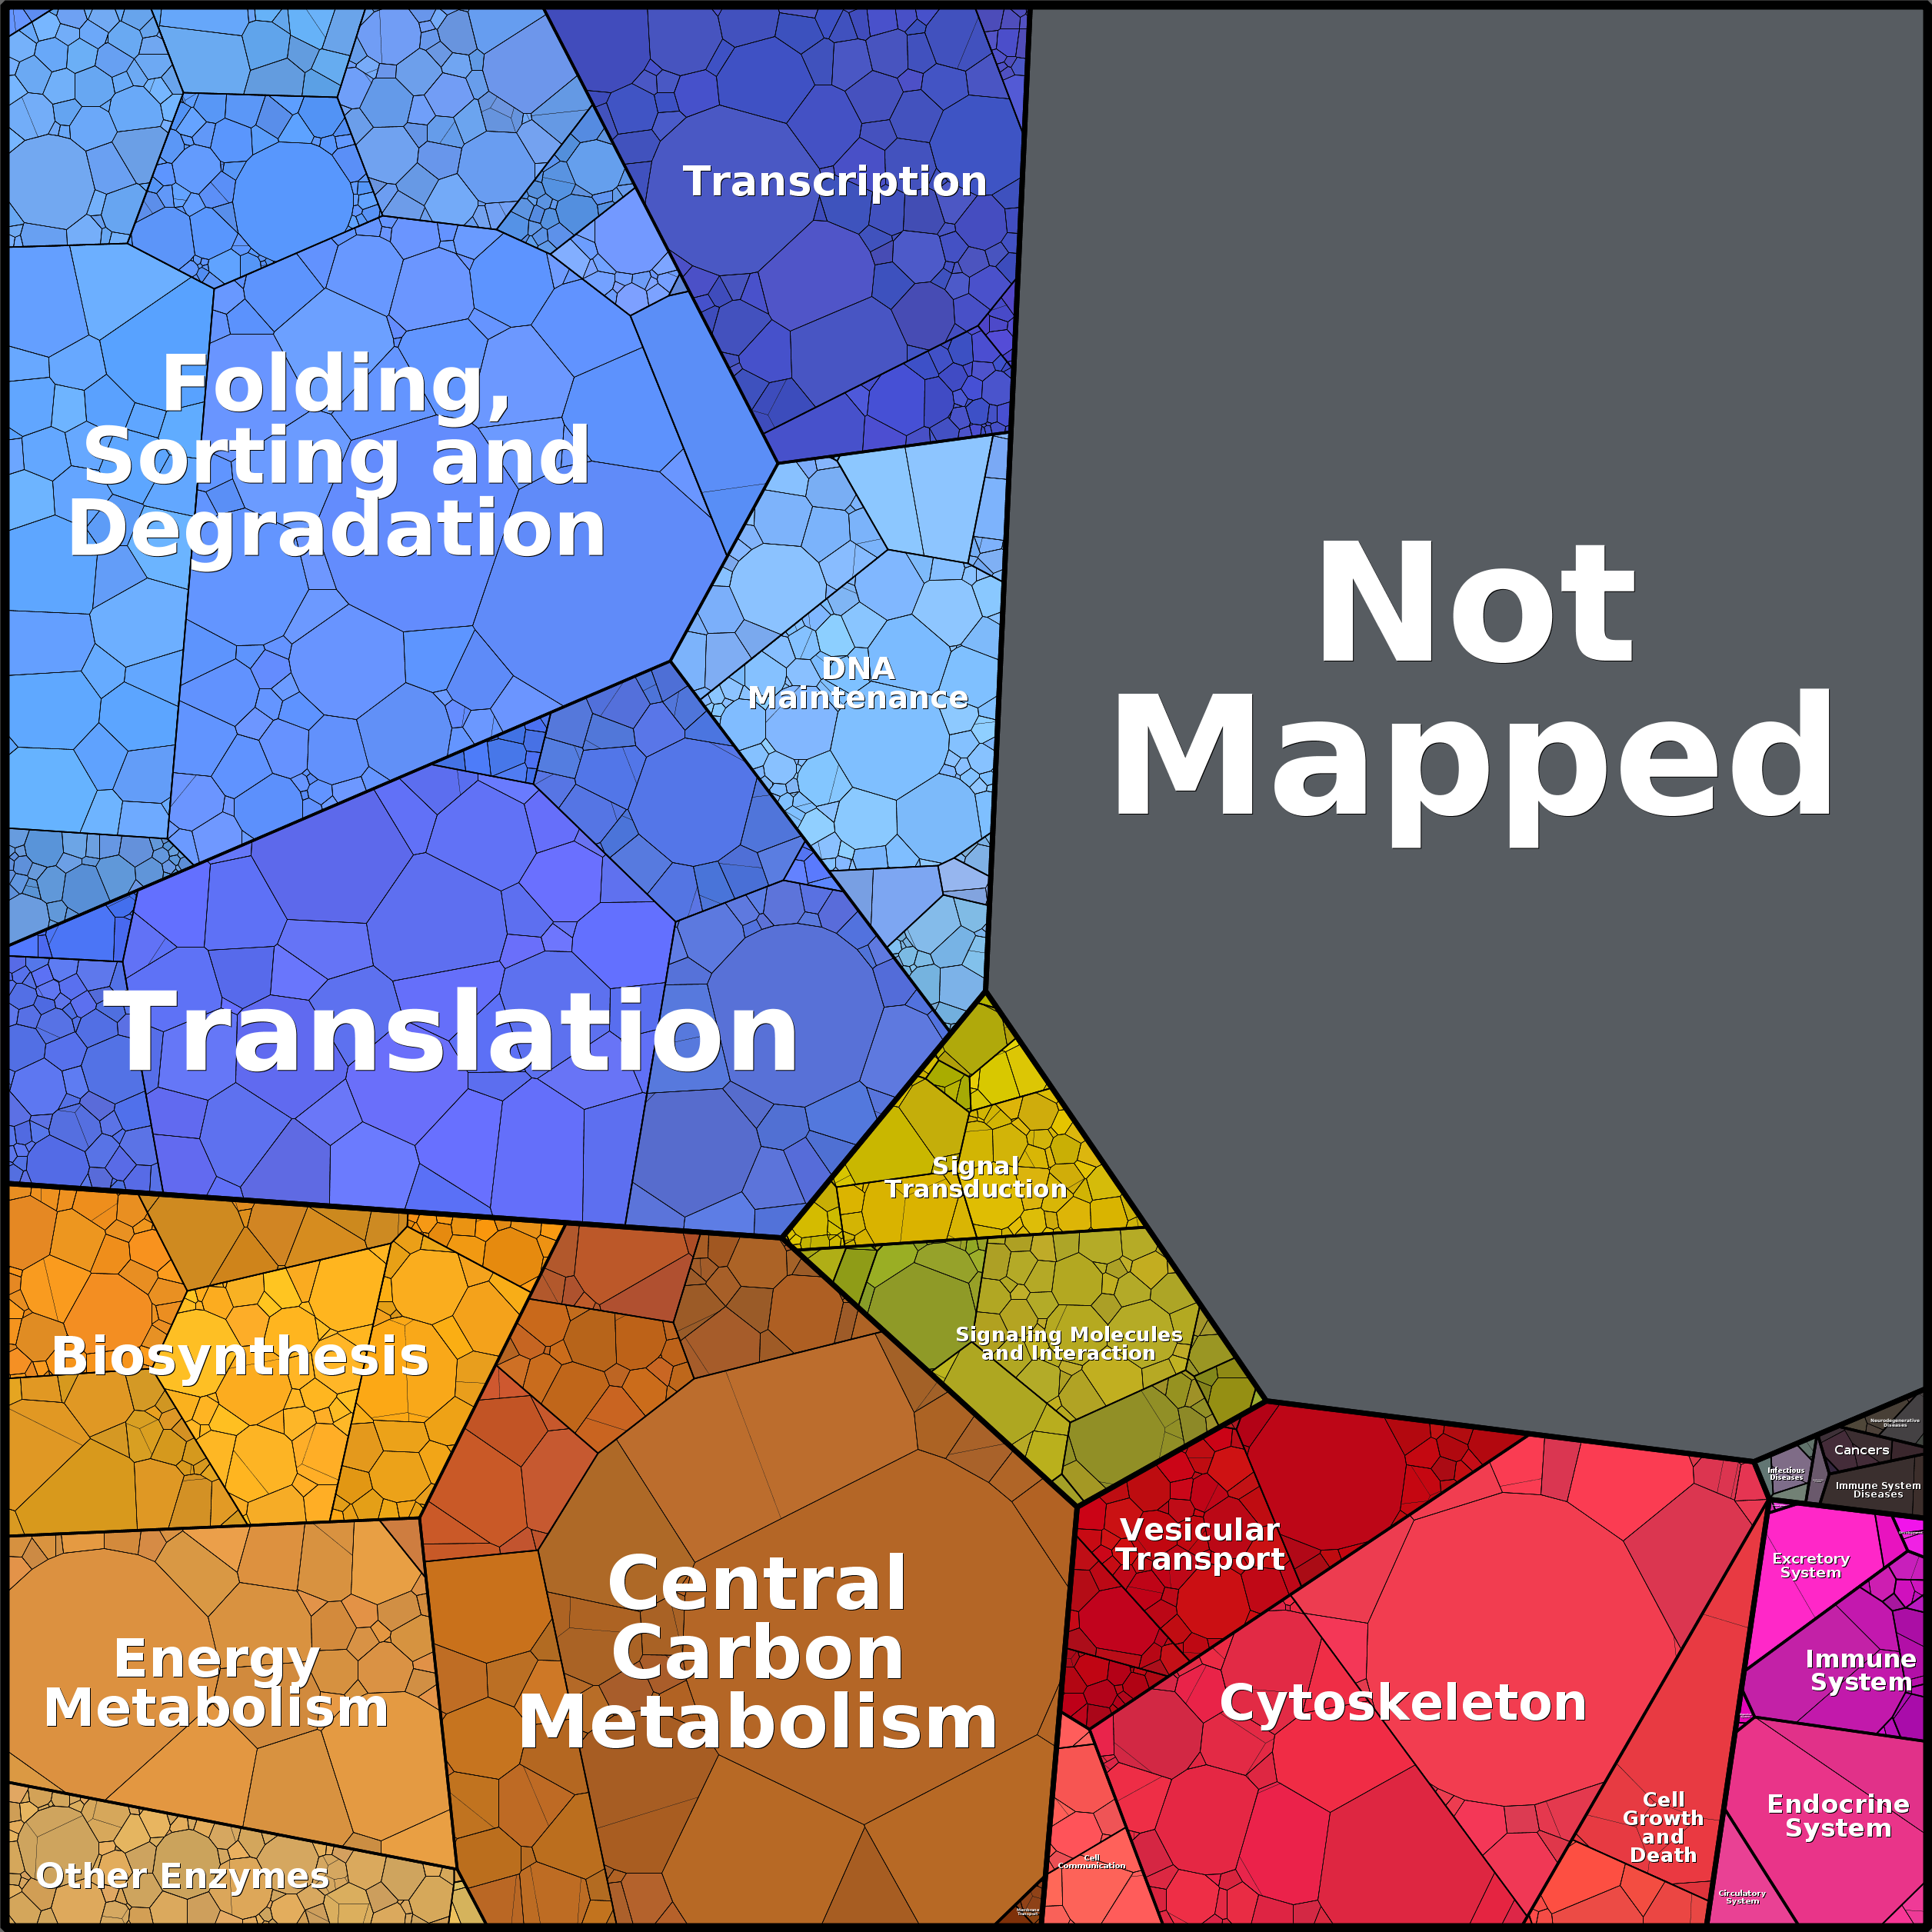 Transcription
Folding,
Sorting and
Degradation
Not
Mapped
DNA
Maintenance
Translation
Signal
Transduction
Signaling Molecules
and Interaction
Biosynthesis
Neurodegenerative
Diseases
Cancers
Infectious
Diseases
Immune System
Diseases
Vesicular
Transport
Excretory
System
Central
Carbon
Metabolism
Energy
Metabolism
Immune
System
Cytoskeleton
Cell
Growth
and
Death
Endocrine
System
Cell
Communication
Other Enzymes
Circulatory
System
Membrane
Transport